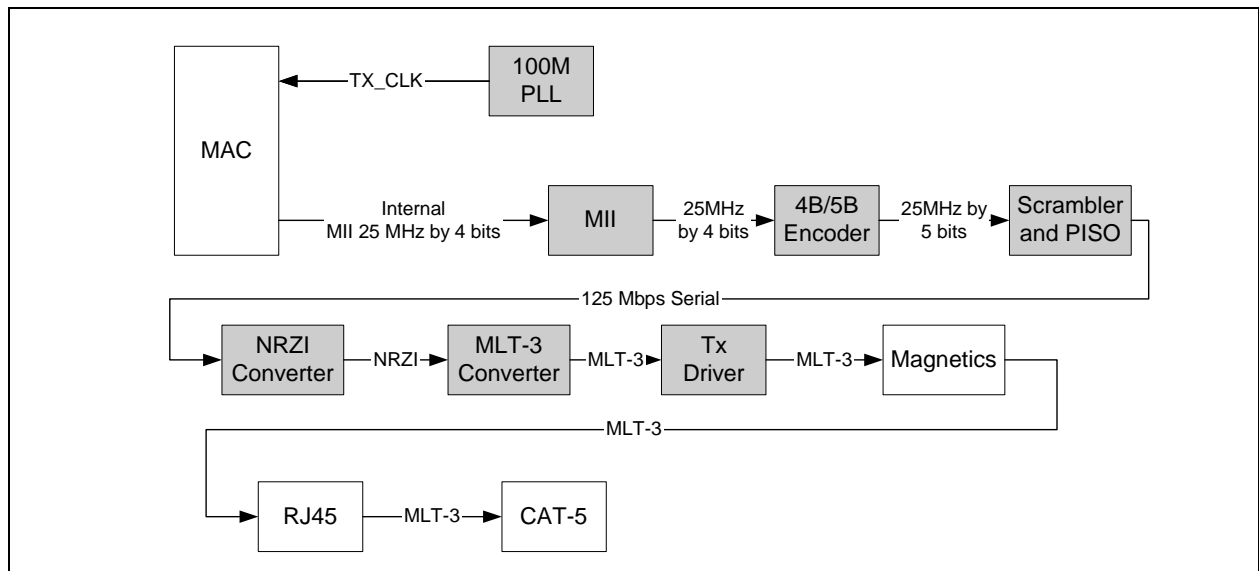 100M
PLL
TX_CLK
MAC
Internal
MII 25 MHz by 4 bits
MII
25MHz
by 4 bits
4B/5B
Encoder
25MHz by
5 bits
Scrambler
and PISO
125 Mbps Serial
NRZI
Converter
NRZI
MLT-3
Converter
MLT-3
Tx
Driver
MLT-3
Magnetics
MLT-3
RJ45
MLT-3
CAT-5